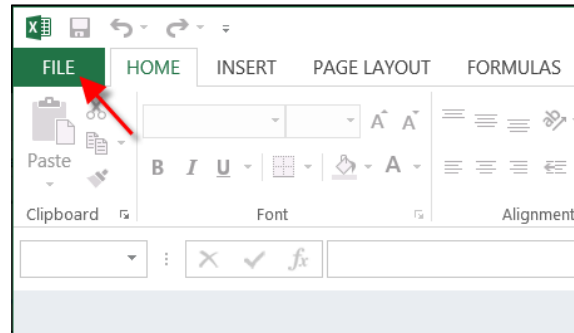 FILE HOME INSERT PAGE LAYOUT FORMULAS
Paste
B I U A
Clipboard Font Alignment
fx